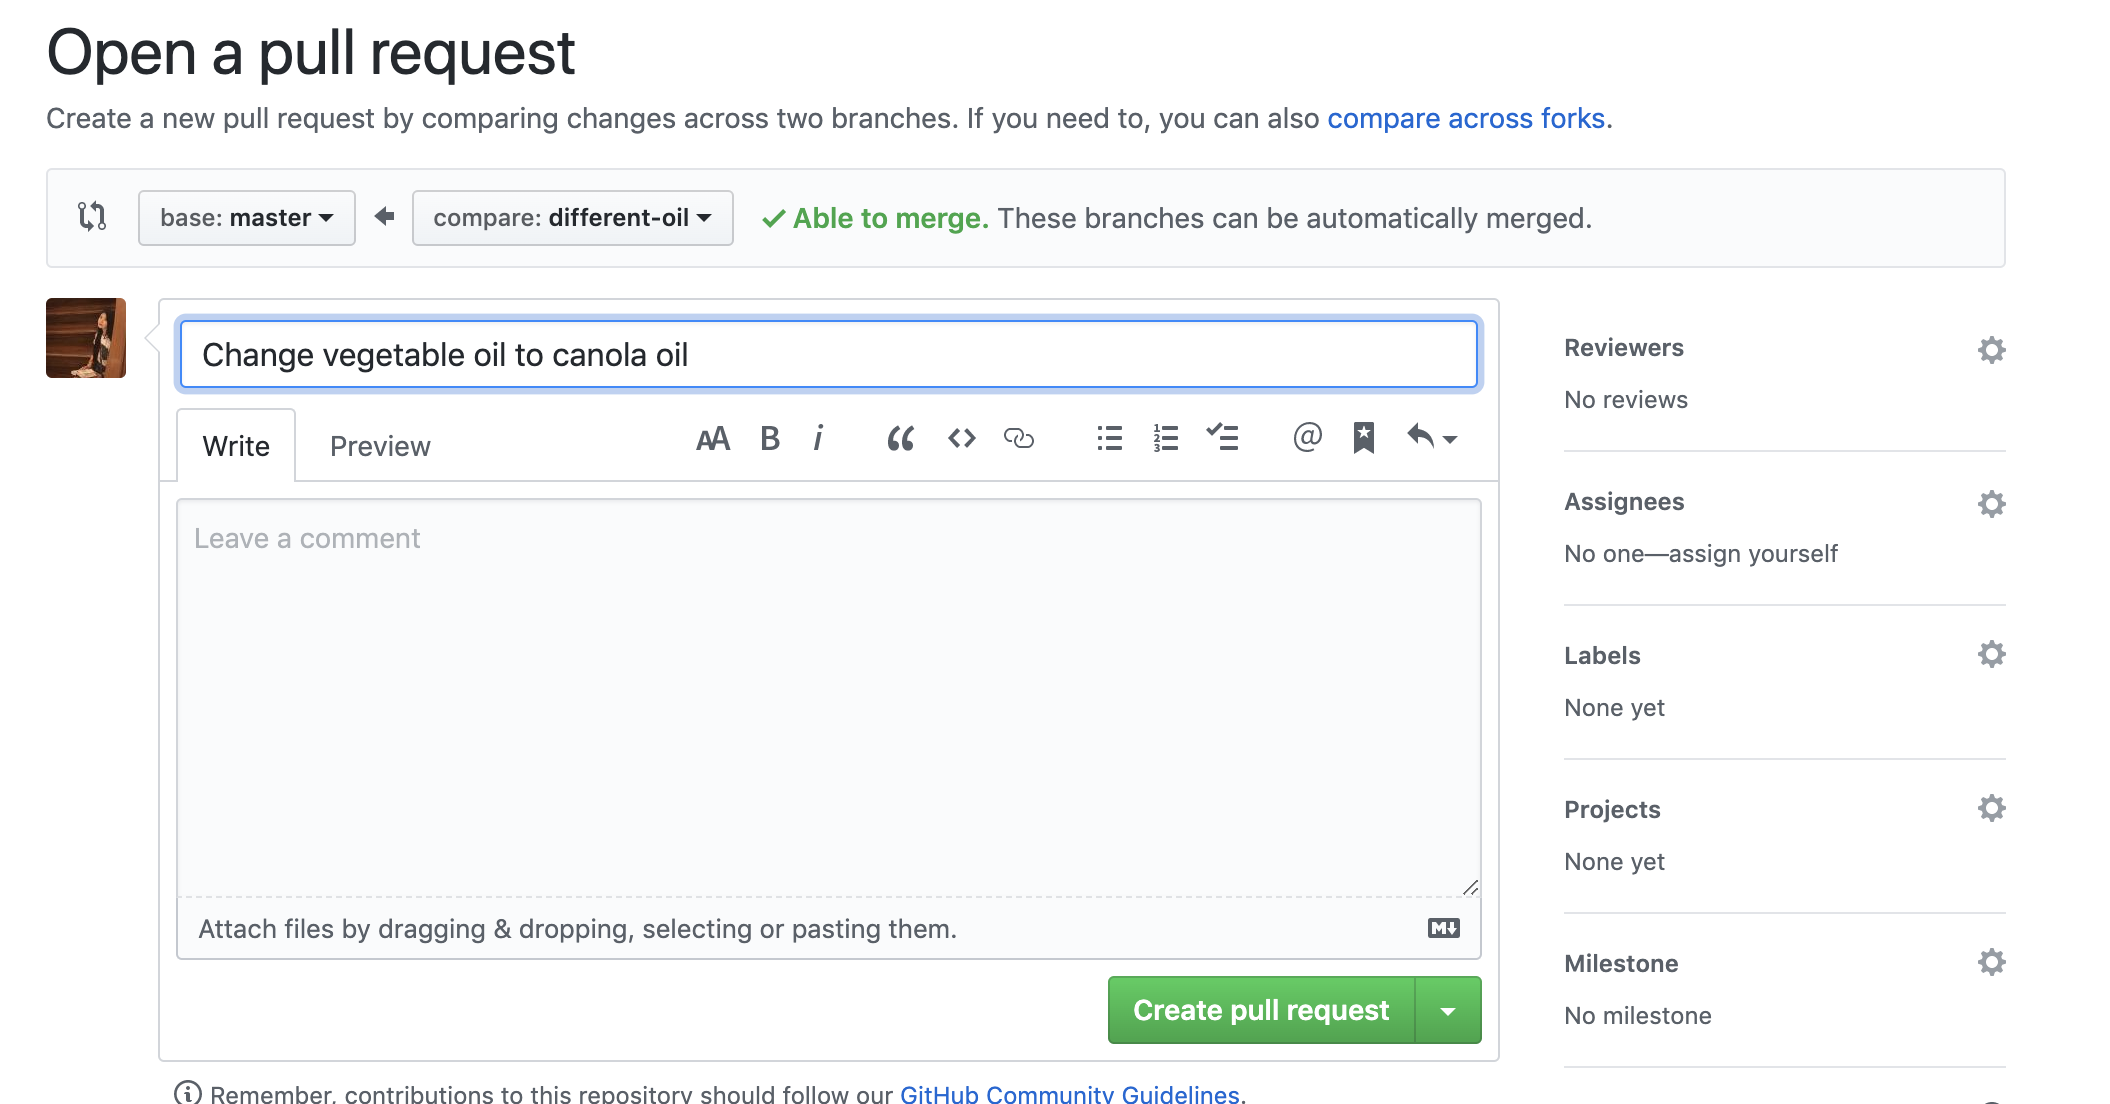 Open a pull request
Create a new pull request by comparing changes across two branches. If you need to, you can also compare across forks.
base: master compare: different-oil Able to merge. These branches can be automatically merged.
Change vegetable oil to canola oil
Write Preview AA B i @
Leave a comment
Attach files by dragging & dropping, selecting or pasting them. M
Create pull request
Remember, contributions to this repository should follow our GitHub Community Guidelines.
Reviewers
No reviews
Assignees
No one—assign yourself
Labels
None yet
Projects
None yet
Milestone
No milestone